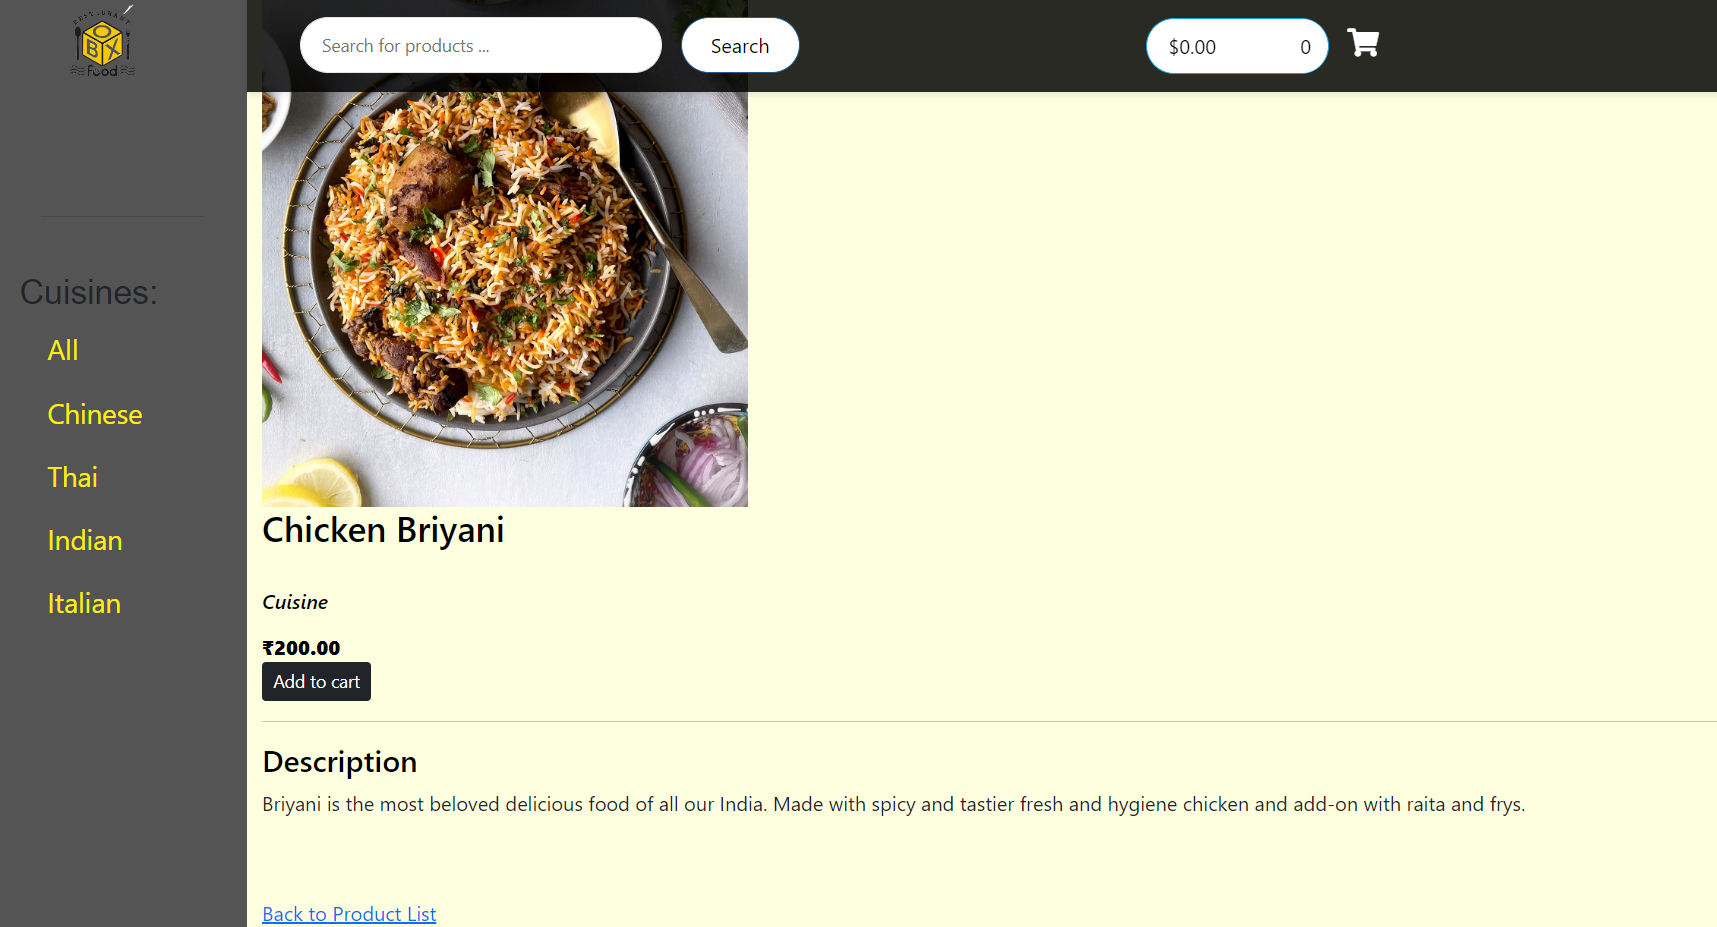 RESTAURANT
BOX
Food
Search for products ...
Search
$0.00 0
Cuisines:
All
Chinese
Thai
Indian
Italian
Chicken Briyani
Cuisine
₹200.00
Add to cart
Description
Briyani is the most beloved delicious food of all our India. Made with spicy and tastier fresh and hygiene chicken and add-on with raita and frys.
Back to Product List